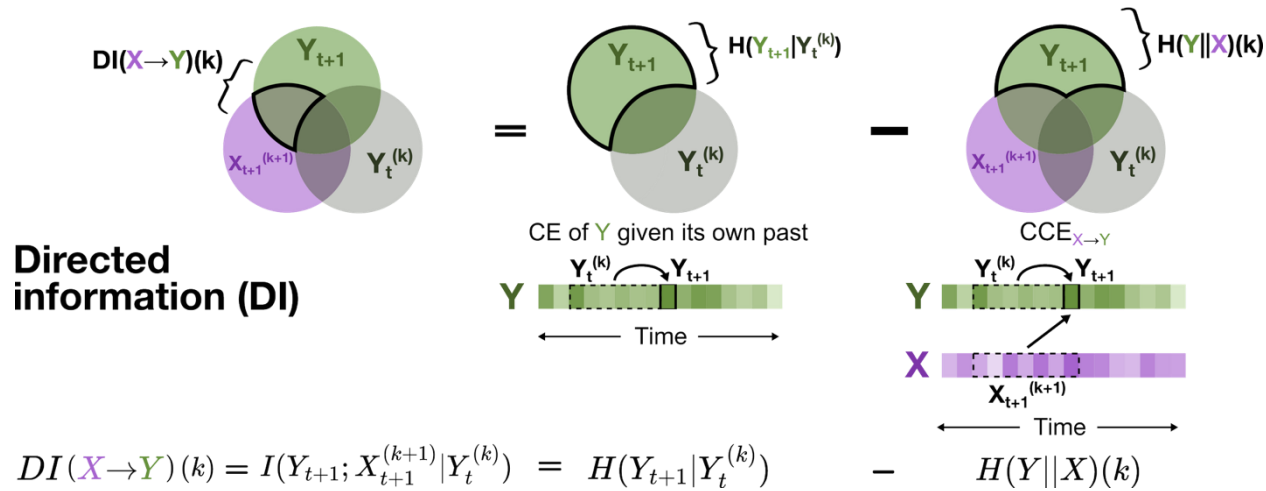 DI(X→Y)(k)
Y_{t+1}
X_{t+1}^{(k+1)}
Y_t^{(k)}
=
Y_{t+1}
H(Y_{t+1}|Y_t^{(k)})
Y_t^{(k)}
−
Y_{t+1}
H(Y||X)(k)
X_{t+1}^{(k+1)}
Y_t^{(k)}
Directed
information (DI)
CE of Y given its own past
Y_t^{(k)} Y_{t+1}
Y
Time
CCE_{X→Y}
Y_t^{(k)} Y_{t+1}
Y
X
X_{t+1}^{(k+1)}
Time
DI(X→Y)(k) = I(Y_{t+1}; X_{t+1}^{(k+1)}|Y_t^{(k)}) = H(Y_{t+1}|Y_t^{(k)}) − H(Y||X)(k)